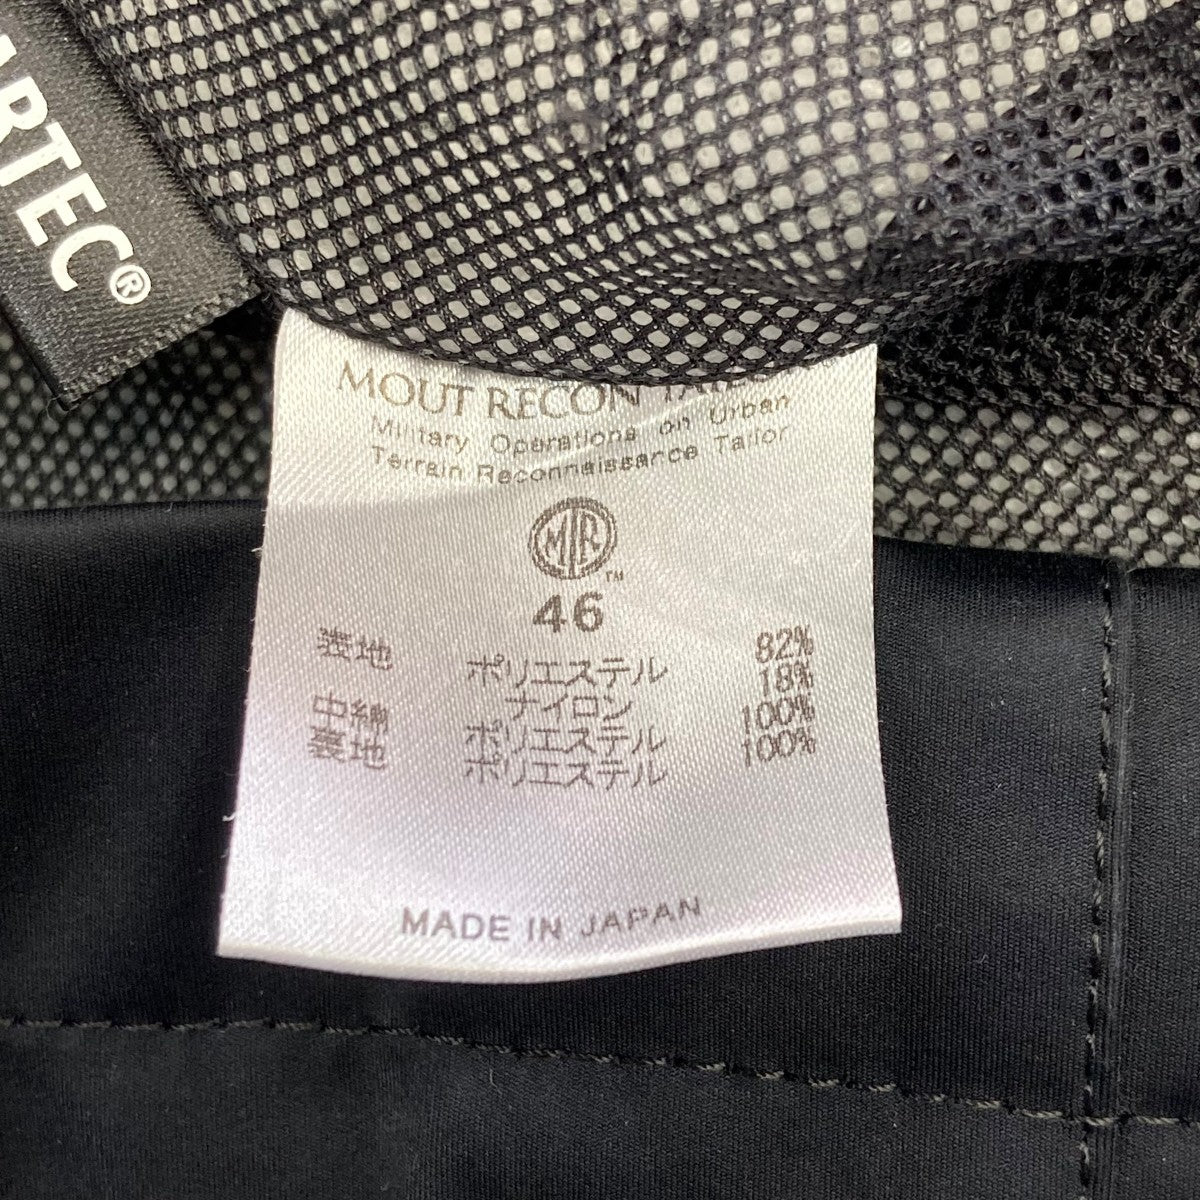 ARTEC®
MOUT RECON TAILOR
Military Operations on Urban
Terrain Reconnaissance Tailor
MTR™
46
表地 ポリエステル 82%
ナイロン 18%
中綿 ポリエステル 100%
裏地 ポリエステル 100%
MADE IN JAPAN